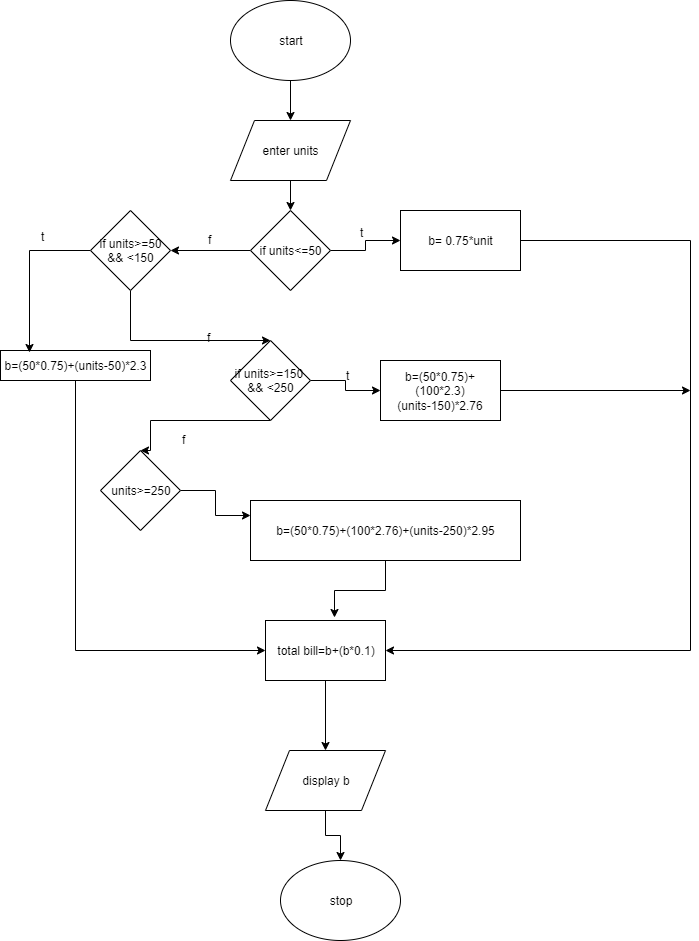 start
enter units
t
f
t
if units>=50
&& <150
if units<=50
b= 0.75*unit
f
b=(50*0.75)+(units-50)*2.3
if units>=150
&& <250
t
b=(50*0.75)+
(100*2.3)
(units-150)*2.76
f
units>=250
b=(50*0.75)+(100*2.76)+(units-250)*2.95
total bill=b+(b*0.1)
display b
stop